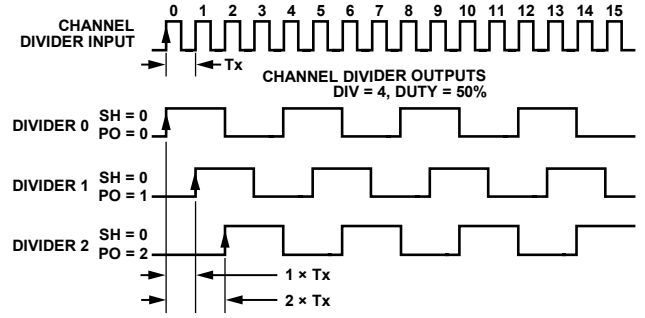 0 1 2 3 4 5 6 7 8 9 10 11 12 13 14 15
CHANNEL
DIVIDER INPUT
Tx
CHANNEL DIVIDER OUTPUTS
DIV = 4, DUTY = 50%
DIVIDER 0
SH = 0
PO = 0
DIVIDER 1
SH = 0
PO = 1
DIVIDER 2
SH = 0
PO = 2
1 × Tx
2 × Tx